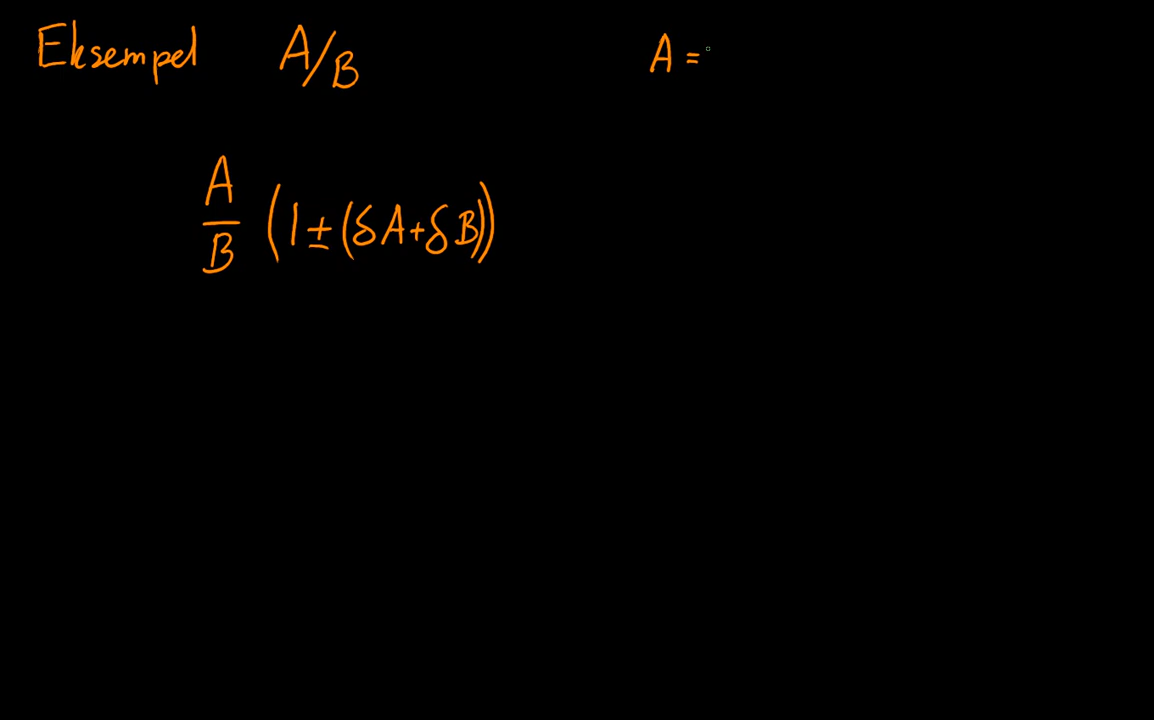 Eksempel A/B A =
A/B (1 ± (δA + δB))